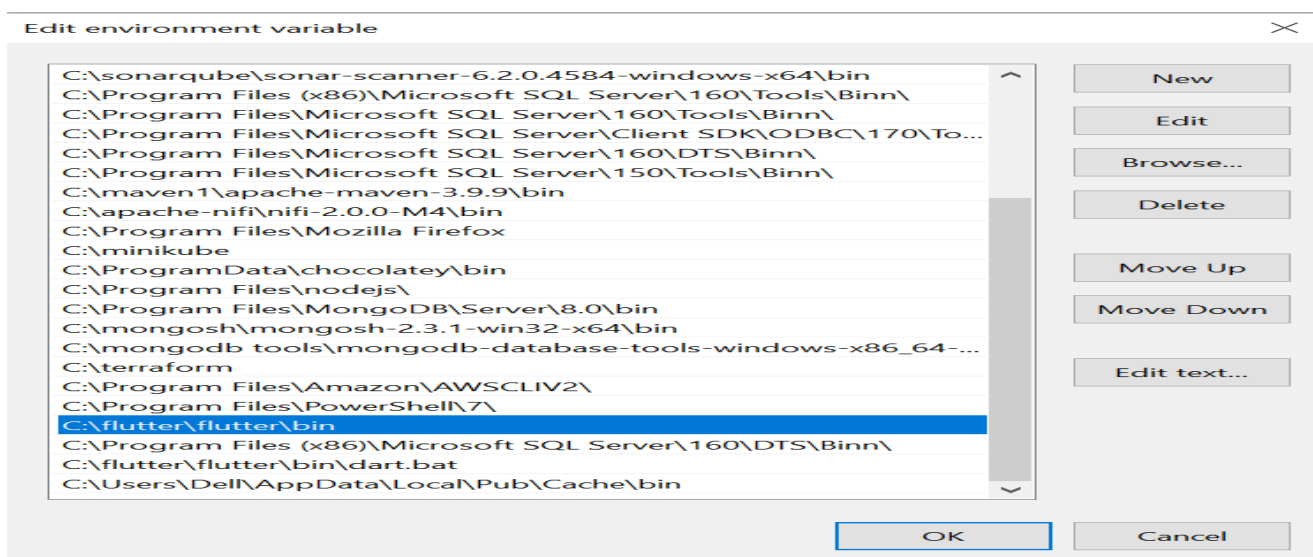 Edit environment variable
C:\sonarqube\sonar-scanner-6.2.0.4584-windows-x64\bin
C:\Program Files (x86)\Microsoft SQL Server\160\Tools\Binn\
C:\Program Files\Microsoft SQL Server\160\Tools\Binn\
C:\Program Files\Microsoft SQL Server\Client SDK\ODBC\170\To...
C:\Program Files\Microsoft SQL Server\160\DTS\Binn\
C:\Program Files\Microsoft SQL Server\150\Tools\Binn\
C:\maven1\apache-maven-3.9.9\bin
C:\apache-nifi\nifi-2.0.0-M4\bin
C:\Program Files\Mozilla Firefox
C:\minikube
C:\ProgramData\chocolatey\bin
C:\Program Files\nodejs\
C:\Program Files\MongoDB\Server\8.0\bin
C:\mongosh\mongosh-2.3.1-win32-x64\bin
C:\mongodb tools\mongodb-database-tools-windows-x86_64-...
C:\terraform
C:\Program Files\Amazon\AWSCLIV2\
C:\Program Files\PowerShell\7\
C:\flutter\flutter\bin
C:\Program Files (x86)\Microsoft SQL Server\160\DTS\Binn\
C:\flutter\flutter\bin\dart.bat
C:\Users\Dell\AppData\Local\Pub\Cache\bin
New
Edit
Browse...
Delete
Move Up
Move Down
Edit text...
OK
Cancel